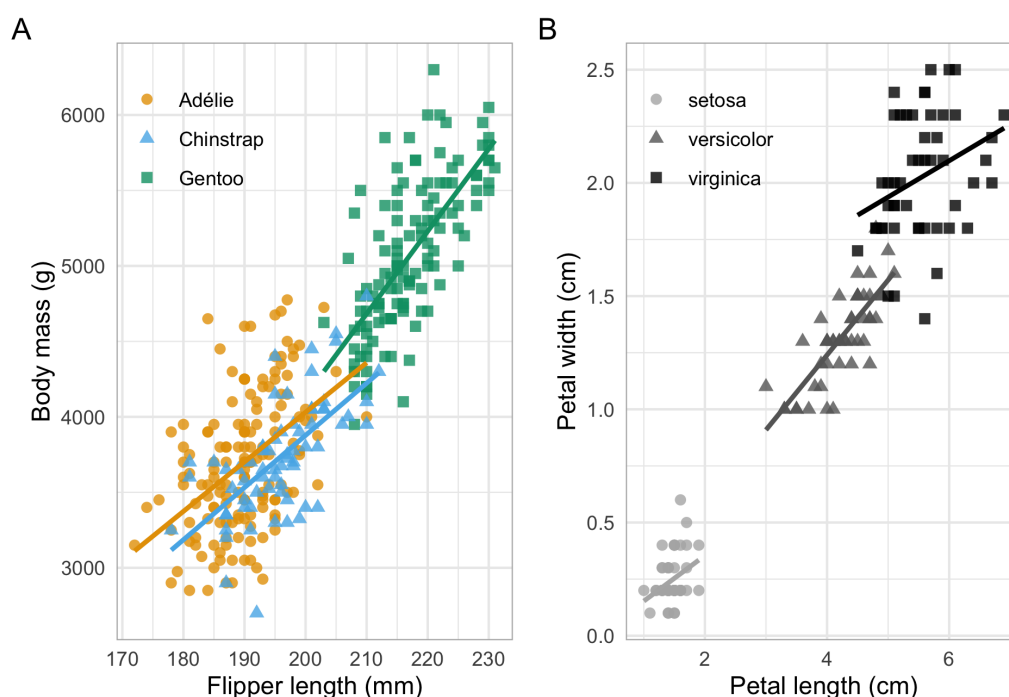 A
B
Adélie
Chinstrap
Gentoo
6000
5000
4000
3000
Body mass (g)
170 180 190 200 210 220 230
Flipper length (mm)
setosa
versicolor
virginica
2.5
2.0
1.5
1.0
0.5
0.0
Petal width (cm)
2 4 6
Petal length (cm)